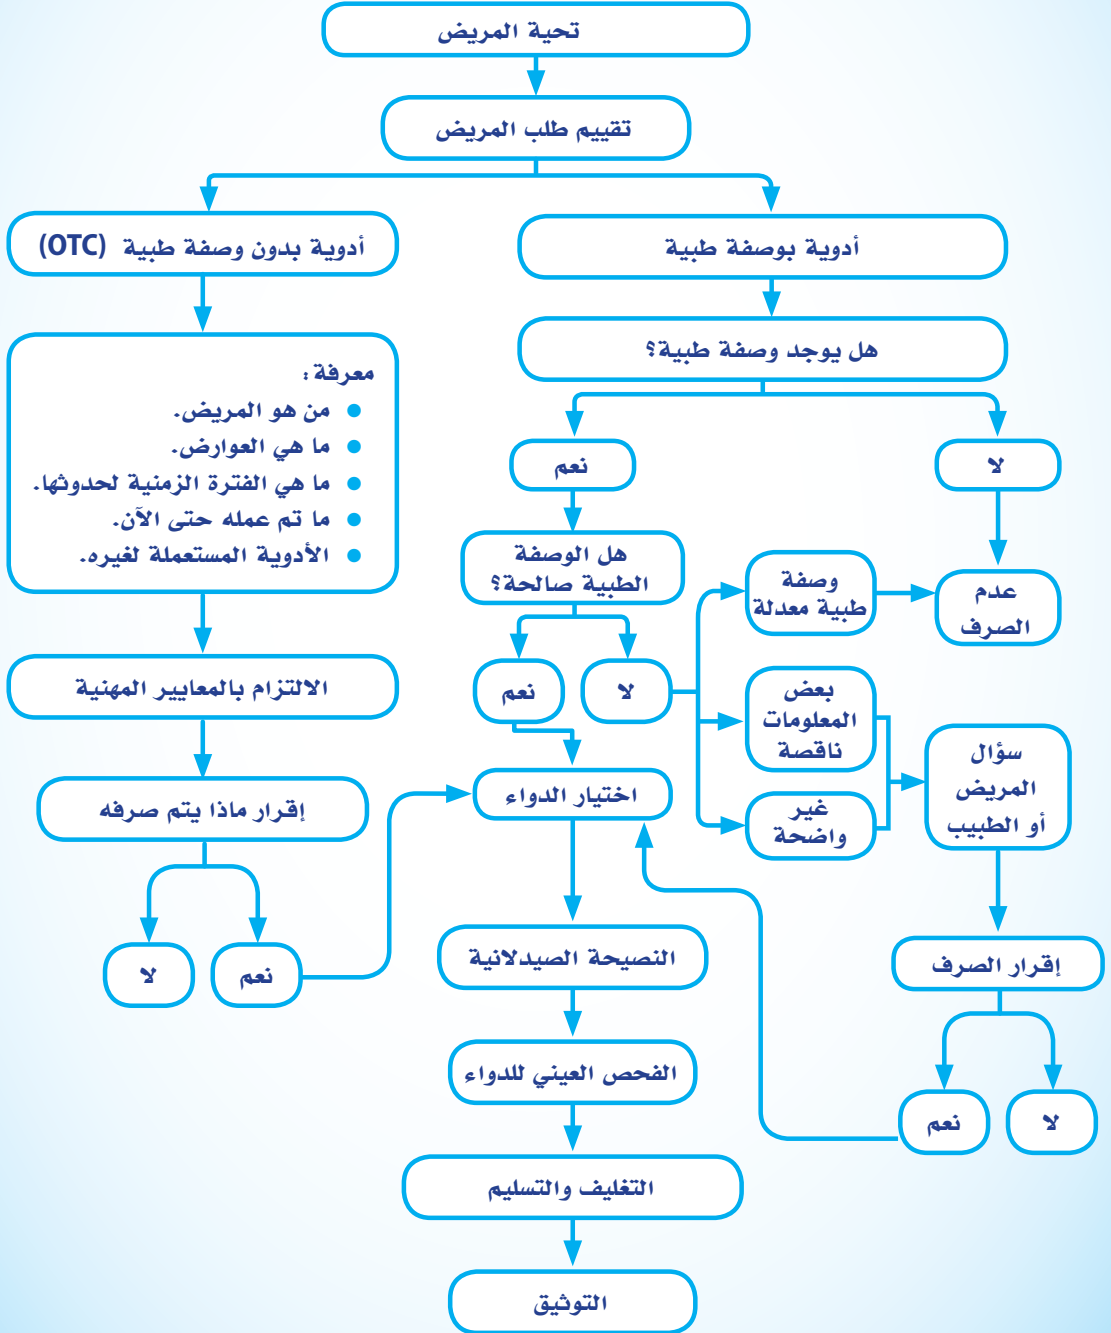 تحية المريض
تقييم طلب المريض
أدوية بوصفة طبية
أدوية بدون وصفة طبية (OTC)
هل يوجد وصفة طبية؟
معرفة:
من هو المريض.
ما هي العوارض.
ما هي الفترة الزمنية لحدوثها.
ما تم عمله حتى الآن.
الأدوية المستعملة لغيره.
لا
نعم
هل الوصفة
الطبية صالحة؟
وصفة
طبية معدلة
عدم
الصرف
لا
نعم
بعض
المعلومات
ناقصة
غير
واضحة
سؤال
المريض
أو الطبيب
الالتزام بالمعايير المهنية
إقرار ماذا يتم صرفه
اختيار الدواء
نعم
لا
النصيحة الصيدلانية
إقرار الصرف
الفحص العيني للدواء
لا
نعم
التغليف والتسليم
التوثيق